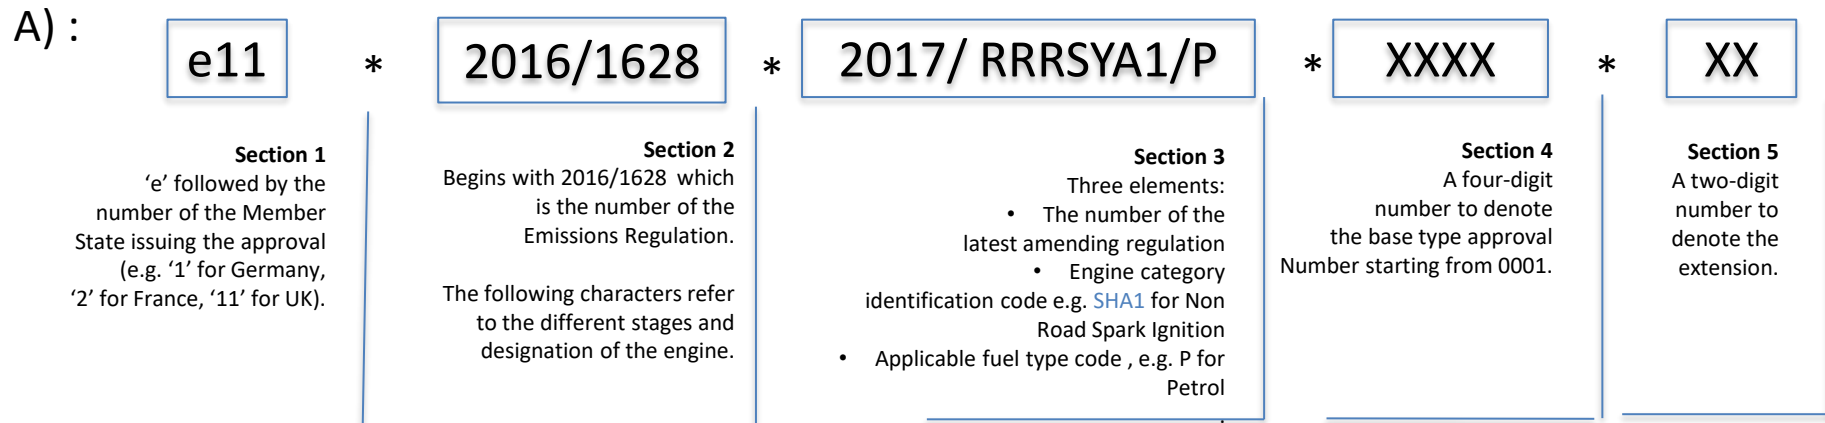 A) :
e11 * 2016/1628 * 2017/ RRRSYA1/P * XXXX * XX
Section 1
‘e’ followed by the
number of the Member
State issuing the approval
(e.g. ‘1’ for Germany,
‘2’ for France, ‘11’ for UK).
Section 2
Begins with 2016/1628 which
is the number of the
Emissions Regulation.
The following characters refer
to the different stages and
designation of the engine.
Section 3
Three elements:
• The number of the
latest amending regulation
• Engine category
identification code e.g. SHA1 for Non
Road Spark Ignition
• Applicable fuel type code , e.g. P for
Petrol
Section 4
A four-digit
number to denote
the base type approval
Number starting from 0001.
Section 5
A two-digit
number to
denote the
extension.